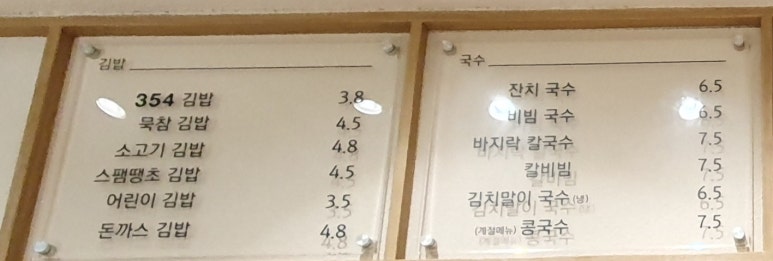 김밥
354 김밥 3.8
묵참 김밥 4.5
소고기 김밥 4.8
스팸땡초 김밥 4.5
어린이 김밥 3.5
돈까스 김밥 4.8
국수
잔치 국수 6.5
비빔 국수 6.5
바지락 칼국수 7.5
칼비빔 7.5
김치말이 국수 (냉) 6.5
(계절메뉴) 콩국수 7.5